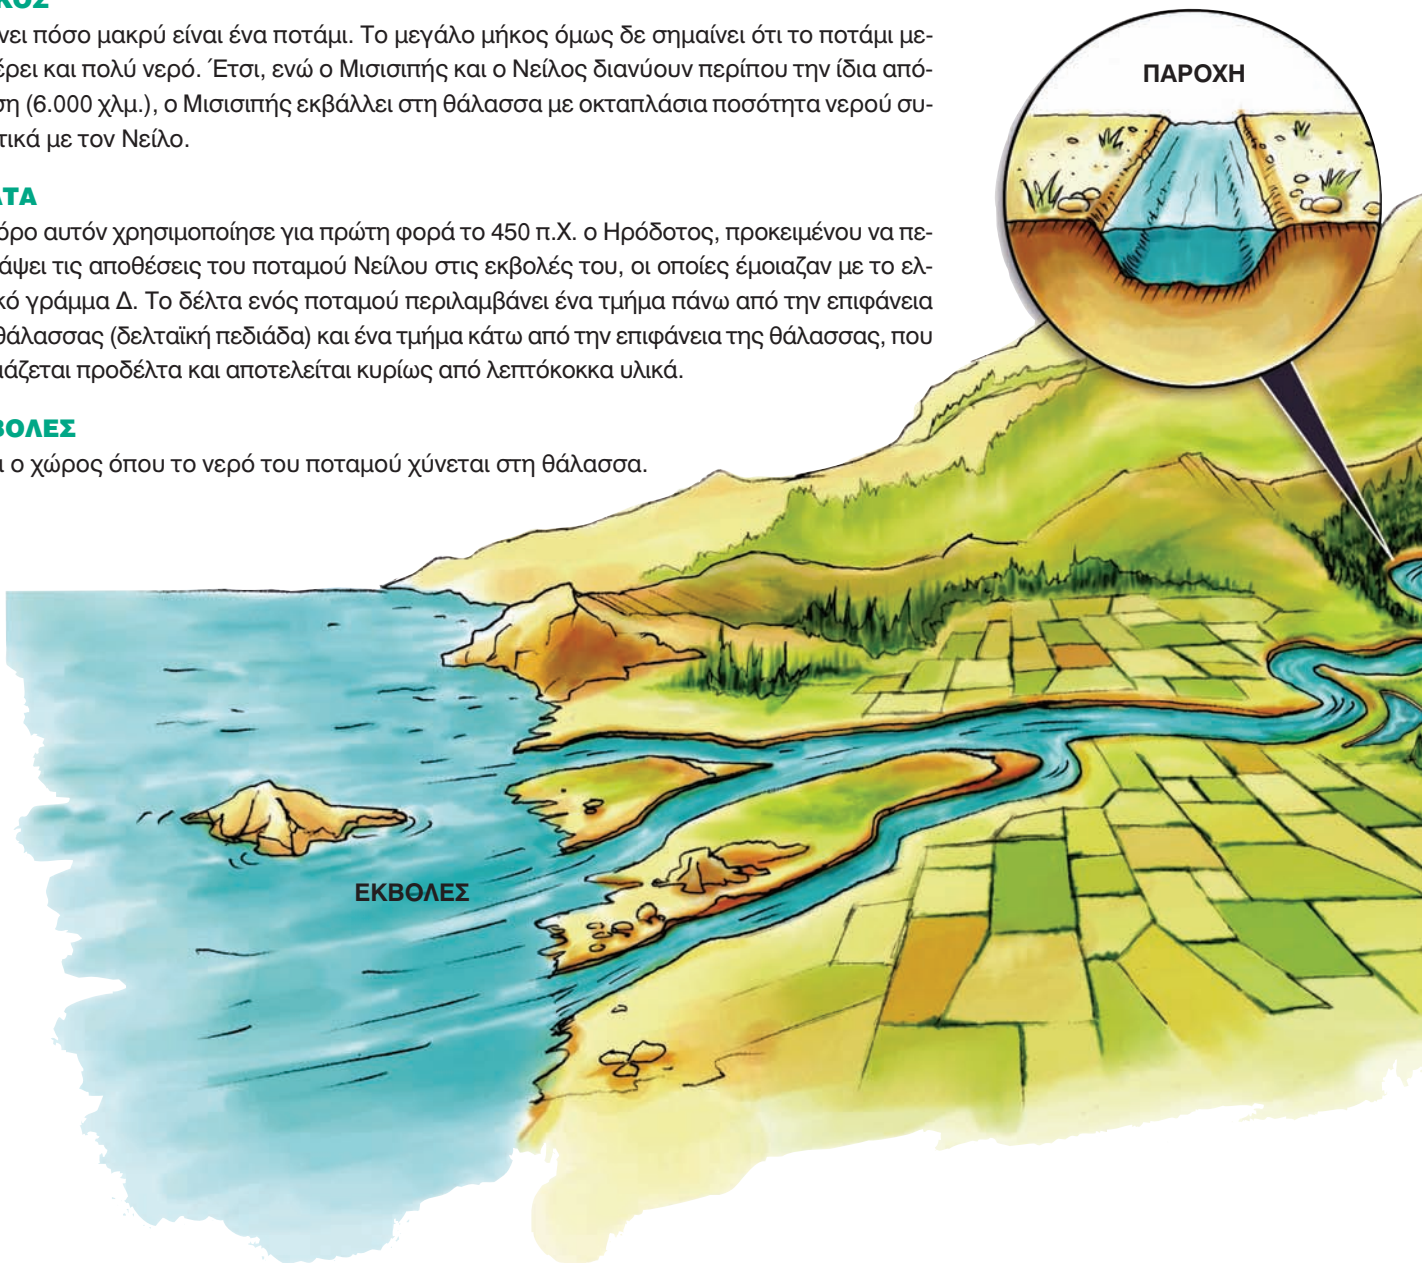 ΚΟΣ
νει πόσο μακρύ είναι ένα ποτάμι. Το μεγάλο μήκος όμως δε σημαίνει ότι το ποτάμι με-
έρει και πολύ νερό. Έτσι, ενώ ο Μισισιπής και ο Νείλος διανύουν περίπου την ίδια από-
ση (6.000 χλμ.), ο Μισισιπής εκβάλλει στη θάλασσα με οκταπλάσια ποσότητα νερού συ-
τικά με τον Νείλο.
ΛΤΑ
όρο αυτόν χρησιμοποίησε για πρώτη φορά το 450 π.Χ. ο Ηρόδοτος, προκειμένου να πε-
άψει τις αποθέσεις του ποταμού Νείλου στις εκβολές του, οι οποίες έμοιαζαν με το ελ-
κό γράμμα Δ. Το δέλτα ενός ποταμού περιλαμβάνει ένα τμήμα πάνω από την επιφάνεια
θάλασσας (δελταϊκή πεδιάδα) και ένα τμήμα κάτω από την επιφάνεια της θάλασσας, που
μάζεται προδέλτα και αποτελείται κυρίως από λεπτόκοκκα υλικά.
ΒΟΛΕΣ
ι ο χώρος όπου το νερό του ποταμού χύνεται στη θάλασσα.
ΠΑΡΟΧΗ
ΕΚΒΟΛΕΣ